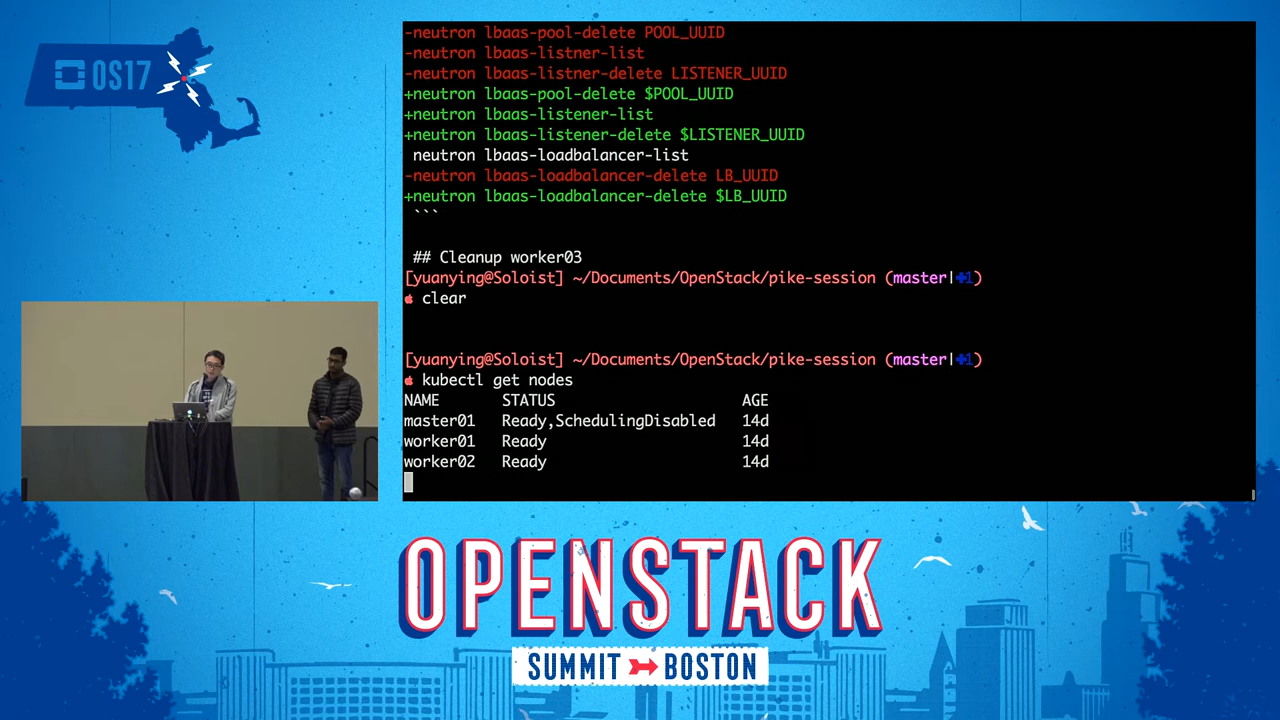 OS17
-neutron lbaas-pool-delete POOL_UUID
-neutron lbaas-listner-list
-neutron lbaas-listner-delete LISTENER_UUID
+neutron lbaas-pool-delete $POOL_UUID
+neutron lbaas-listener-list
+neutron lbaas-listener-delete $LISTENER_UUID
 neutron lbaas-loadbalancer-list
-neutron lbaas-loadbalancer-delete LB_UUID
+neutron lbaas-loadbalancer-delete $LB_UUID
 ```
 ## Cleanup worker03
[yuanying@Soloist] ~/Documents/OpenStack/pike-session (master|✚1)
clear
[yuanying@Soloist] ~/Documents/OpenStack/pike-session (master|✚1)
kubectl get nodes
NAME STATUS AGE
master01 Ready,SchedulingDisabled 14d
worker01 Ready 14d
worker02 Ready 14d
OPENSTACK
SUMMIT BOSTON